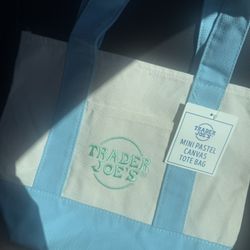 TRADER
JOE'S
TRADER
JOE'S
MINI PASTEL
CANVAS
TOTE BAG